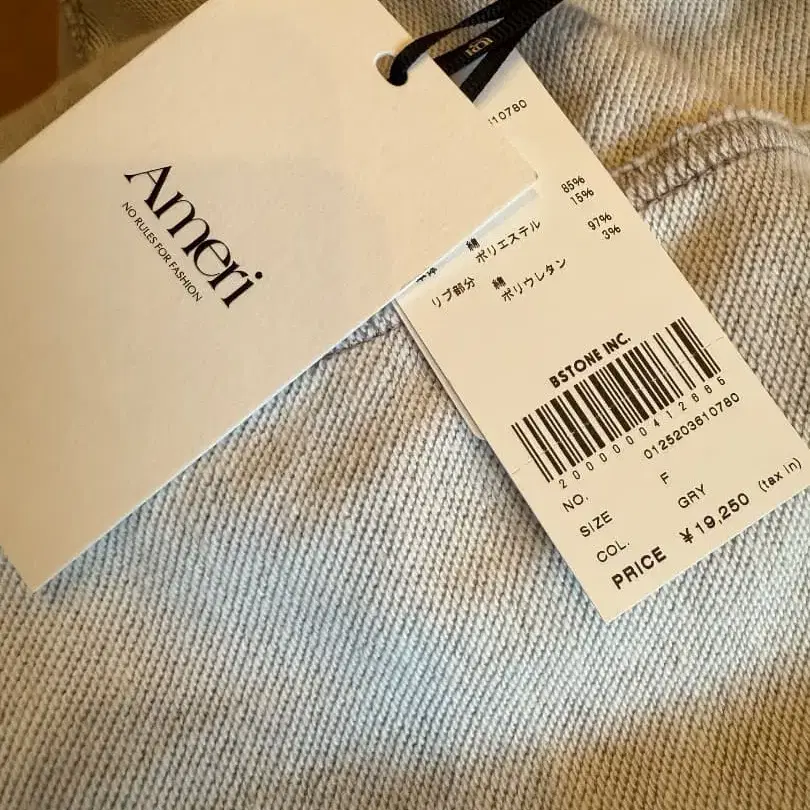 Ameri
NO RULES FOR FASHION
10780
綿 85%
ポリエステル 15%
リブ部分 綿 97%
ポリウレタン 3%
BSTONE INC.
2000000412665
NO. 0125203610780
SIZE F
COL. GRY
PRICE ¥19,250 (tax in)